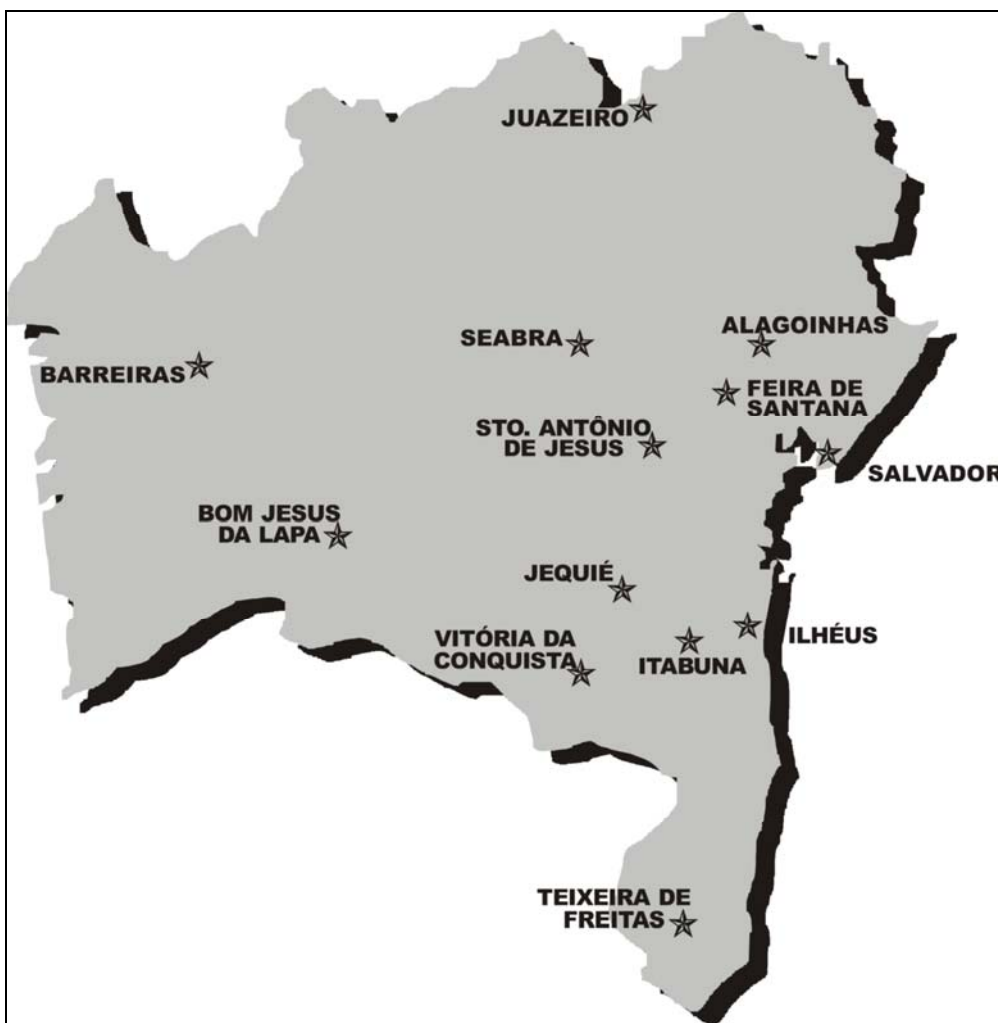 JUAZEIRO
ALAGOINHAS
SEABRA
BARREIRAS
FEIRA DE
SANTANA
STO. ANTÔNIO
DE JESUS
SALVADOR
BOM JESUS
DA LAPA
JEQUIÉ
ILHÉUS
VITÓRIA DA
CONQUISTA
ITABUNA
TEIXEIRA DE
FREITAS